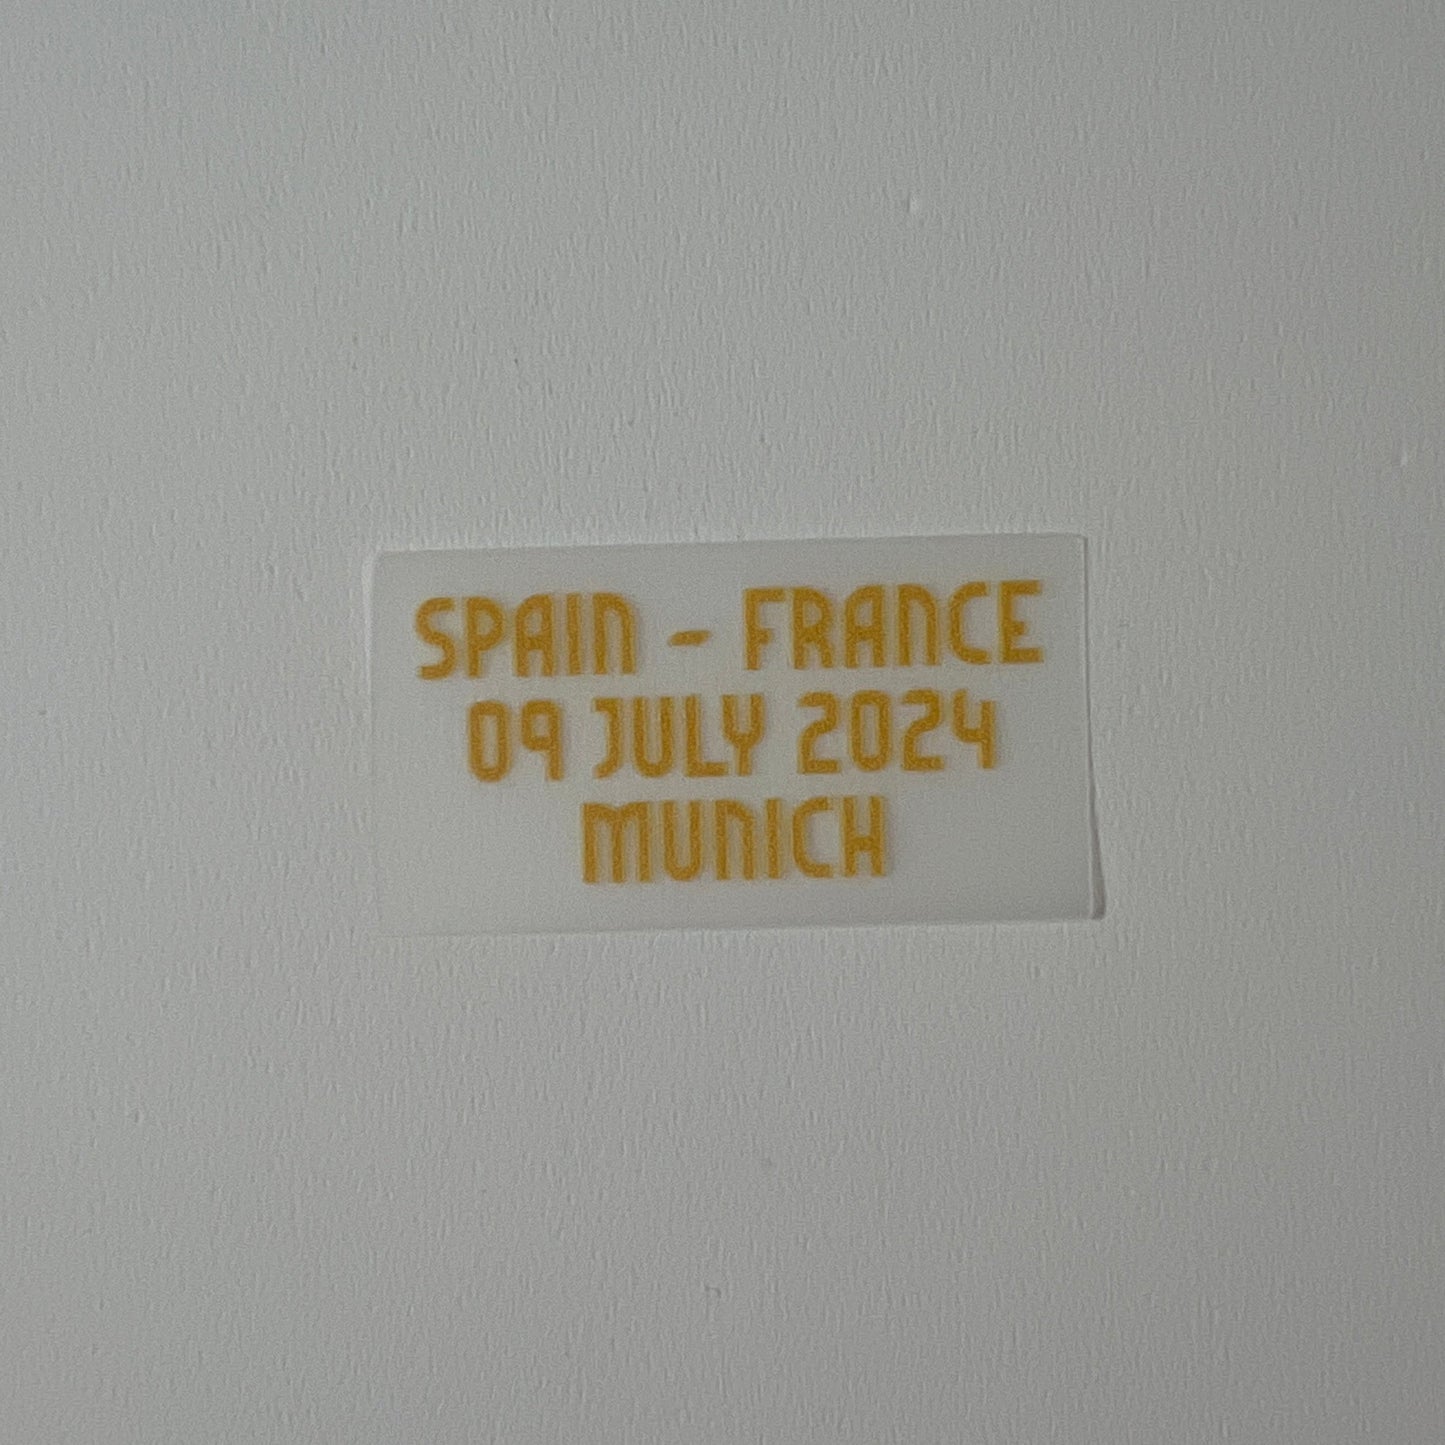 SPAIN - FRANCE
09 JULY 2024
MUNICH